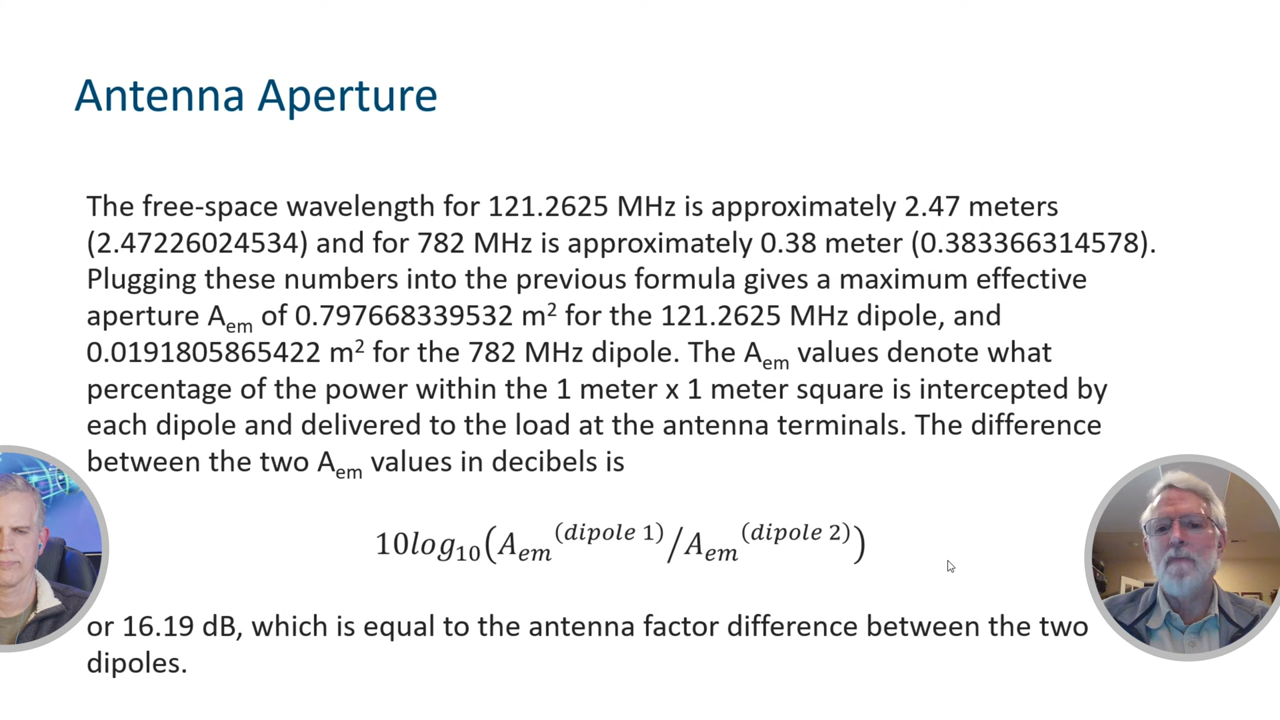 Antenna Aperture
The free-space wavelength for 121.2625 MHz is approximately 2.47 meters
(2.47226024534) and for 782 MHz is approximately 0.38 meter (0.383366314578).
Plugging these numbers into the previous formula gives a maximum effective
aperture Aem of 0.797668339532 m² for the 121.2625 MHz dipole, and
0.0191805865422 m² for the 782 MHz dipole. The Aem values denote what
percentage of the power within the 1 meter x 1 meter square is intercepted by
each dipole and delivered to the load at the antenna terminals. The difference
between the two Aem values in decibels is
10log₁₀(Aem^(dipole 1)/Aem^(dipole 2))
or 16.19 dB, which is equal to the antenna factor difference between the two
dipoles.